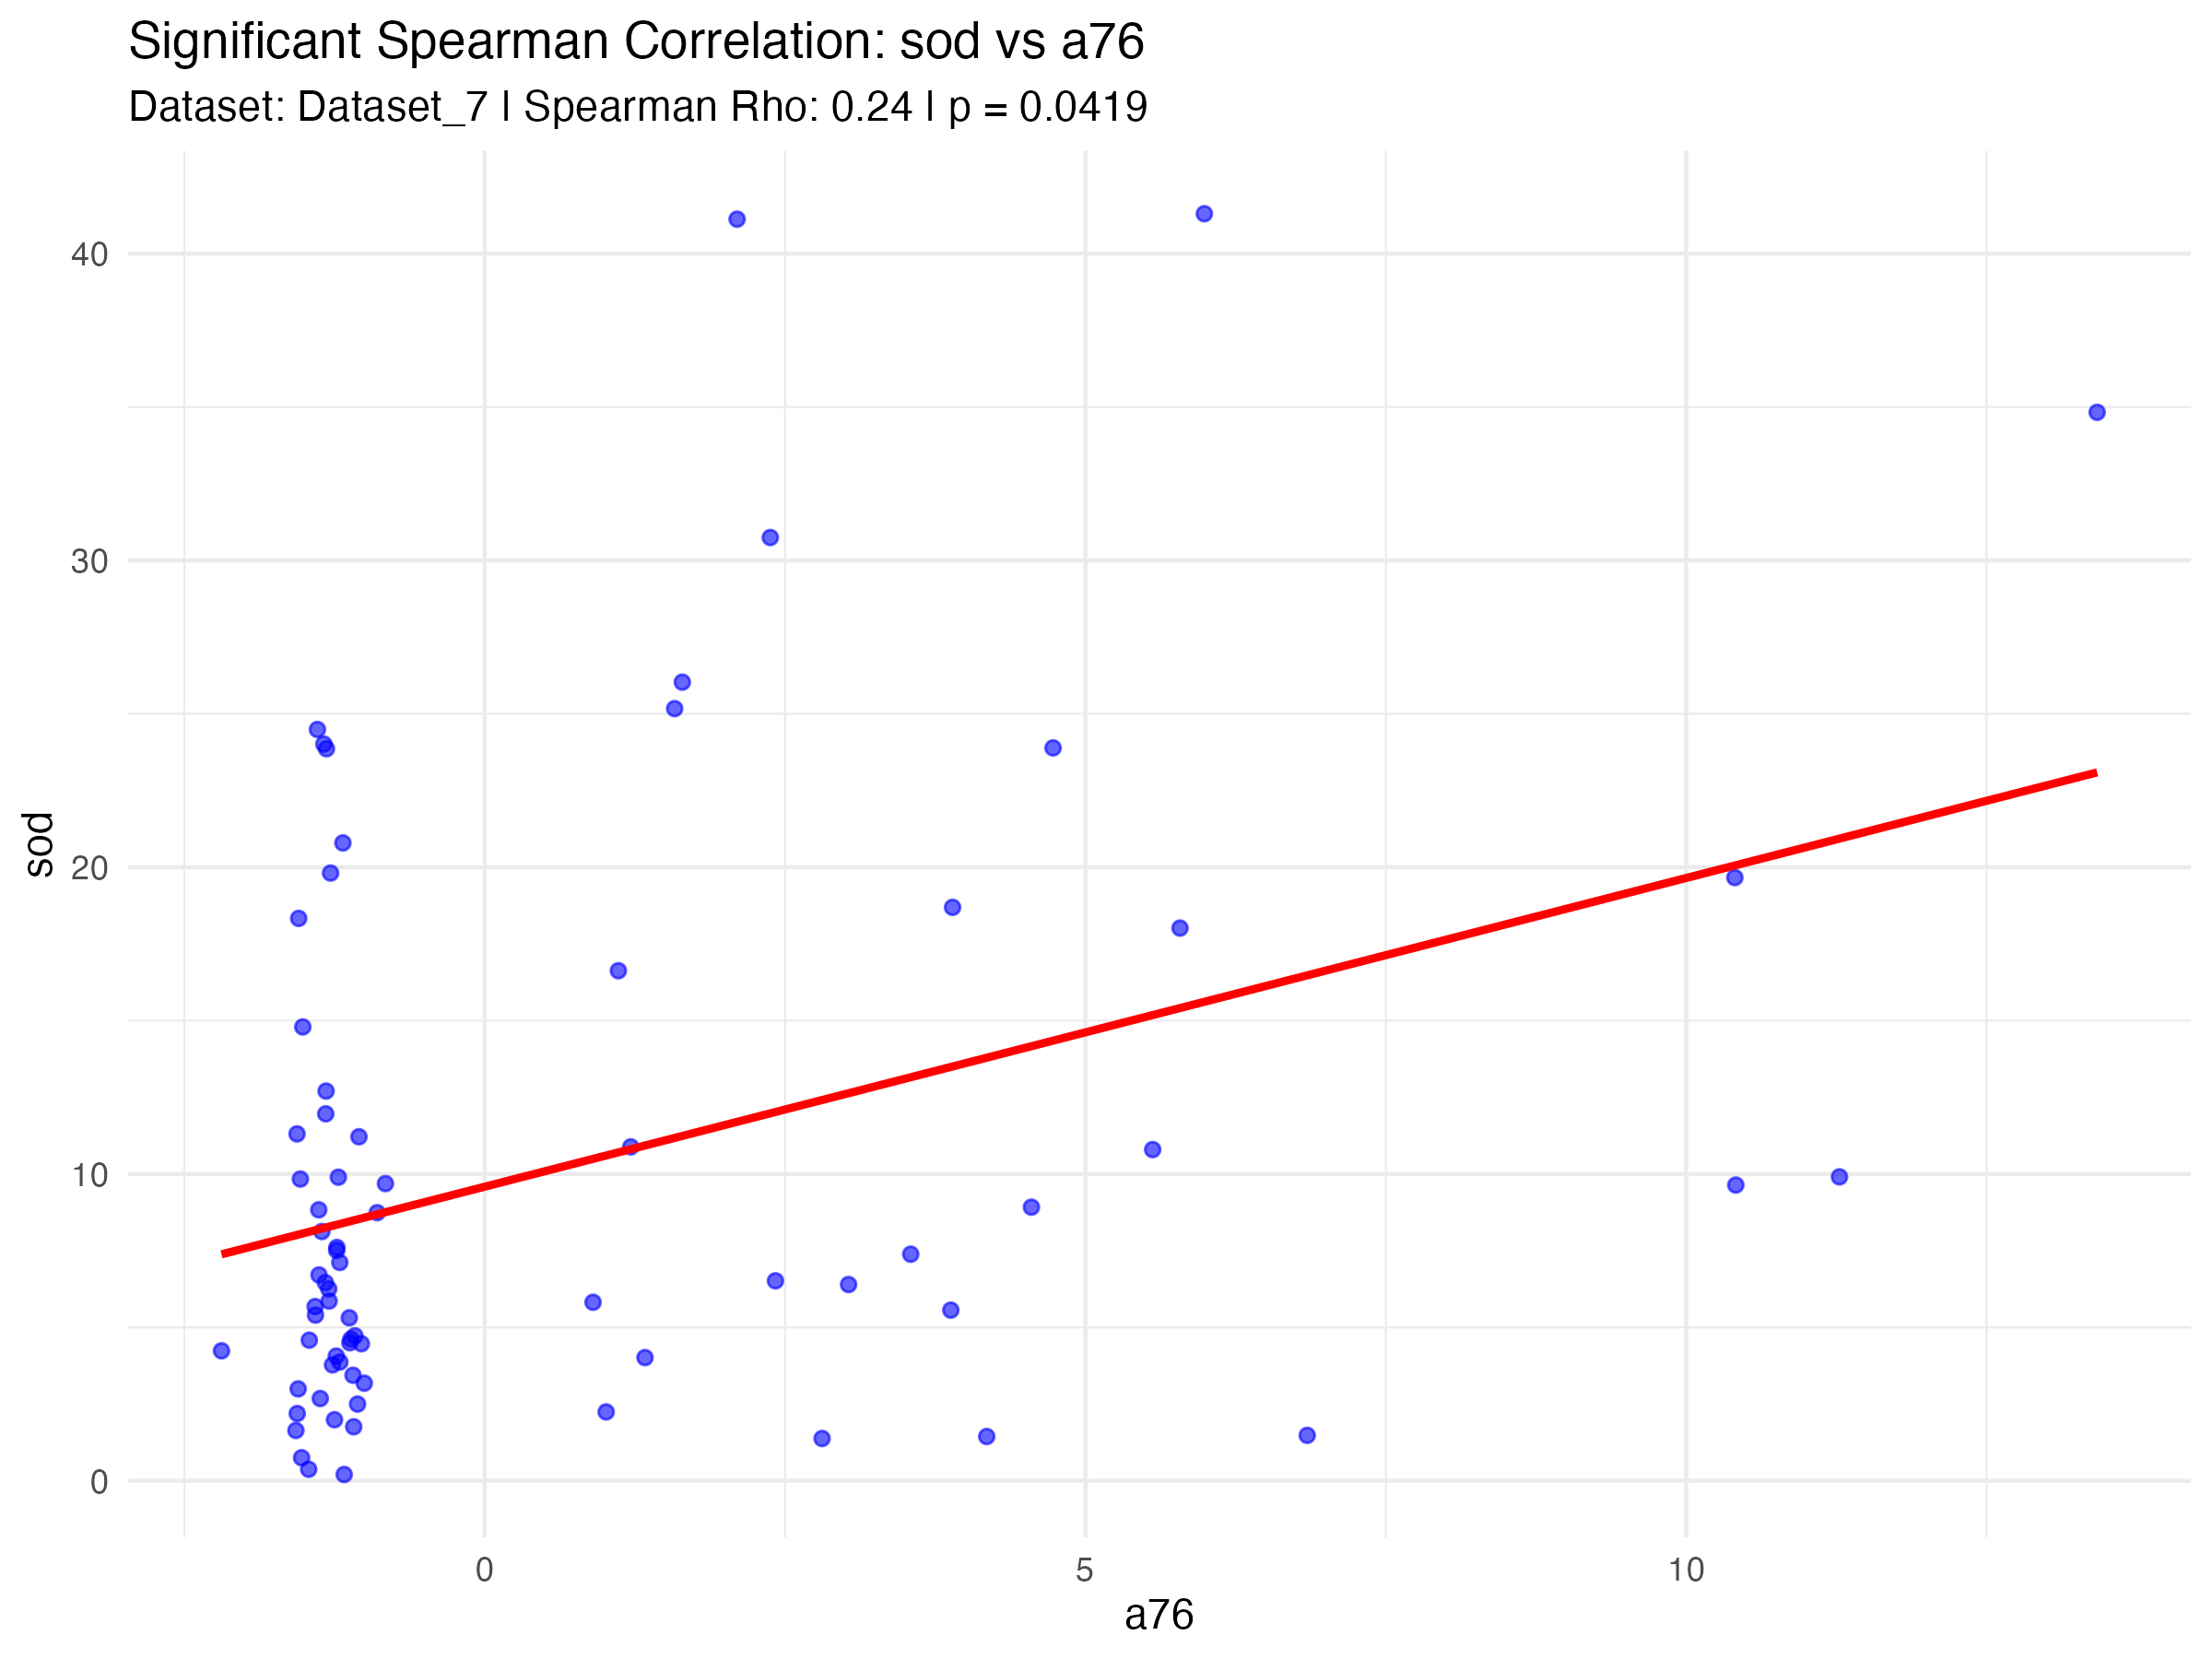 Significant Spearman Correlation: sod vs a76
Dataset: Dataset_7 | Spearman Rho: 0.24 | p = 0.0419
40
30
sod
20
10
0
0 5 10
a76